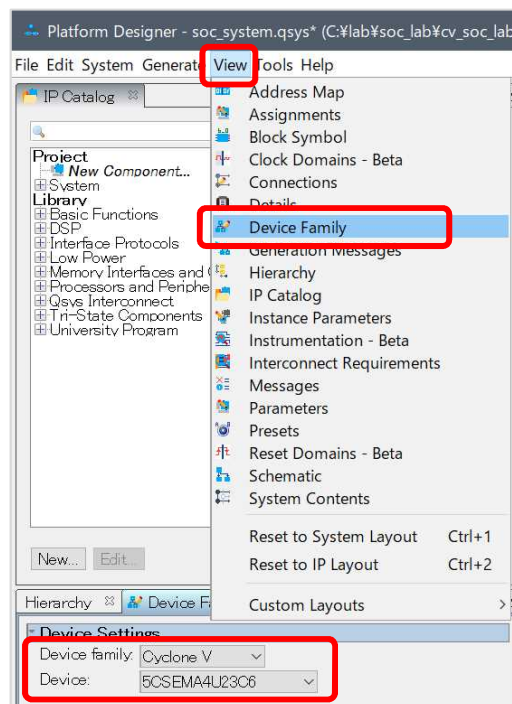 Platform Designer - soc_system.qsys* (C:¥lab¥soc_lab¥cv_soc_lab
File Edit System Generate View Tools Help
IP Catalog
Project
New Component...
System
Library
Basic Functions
DSP
Interface Protocols
Low Power
Memory Interfaces and
Processors and Periphe
Qsys Interconnect
Tri-State Components
University Program
New... Edit...
Address Map
Assignments
Block Symbol
Clock Domains - Beta
Connections
Details
Device Family
Generation Messages
Hierarchy
IP Catalog
Instance Parameters
Instrumentation - Beta
Interconnect Requirements
Messages
Parameters
Presets
Reset Domains - Beta
Schematic
System Contents
Reset to System Layout Ctrl+1
Reset to IP Layout Ctrl+2
Custom Layouts >
Hierarchy Device F
Device Settings
Device family: Cyclone V
Device: 5CSEMA4U23C6